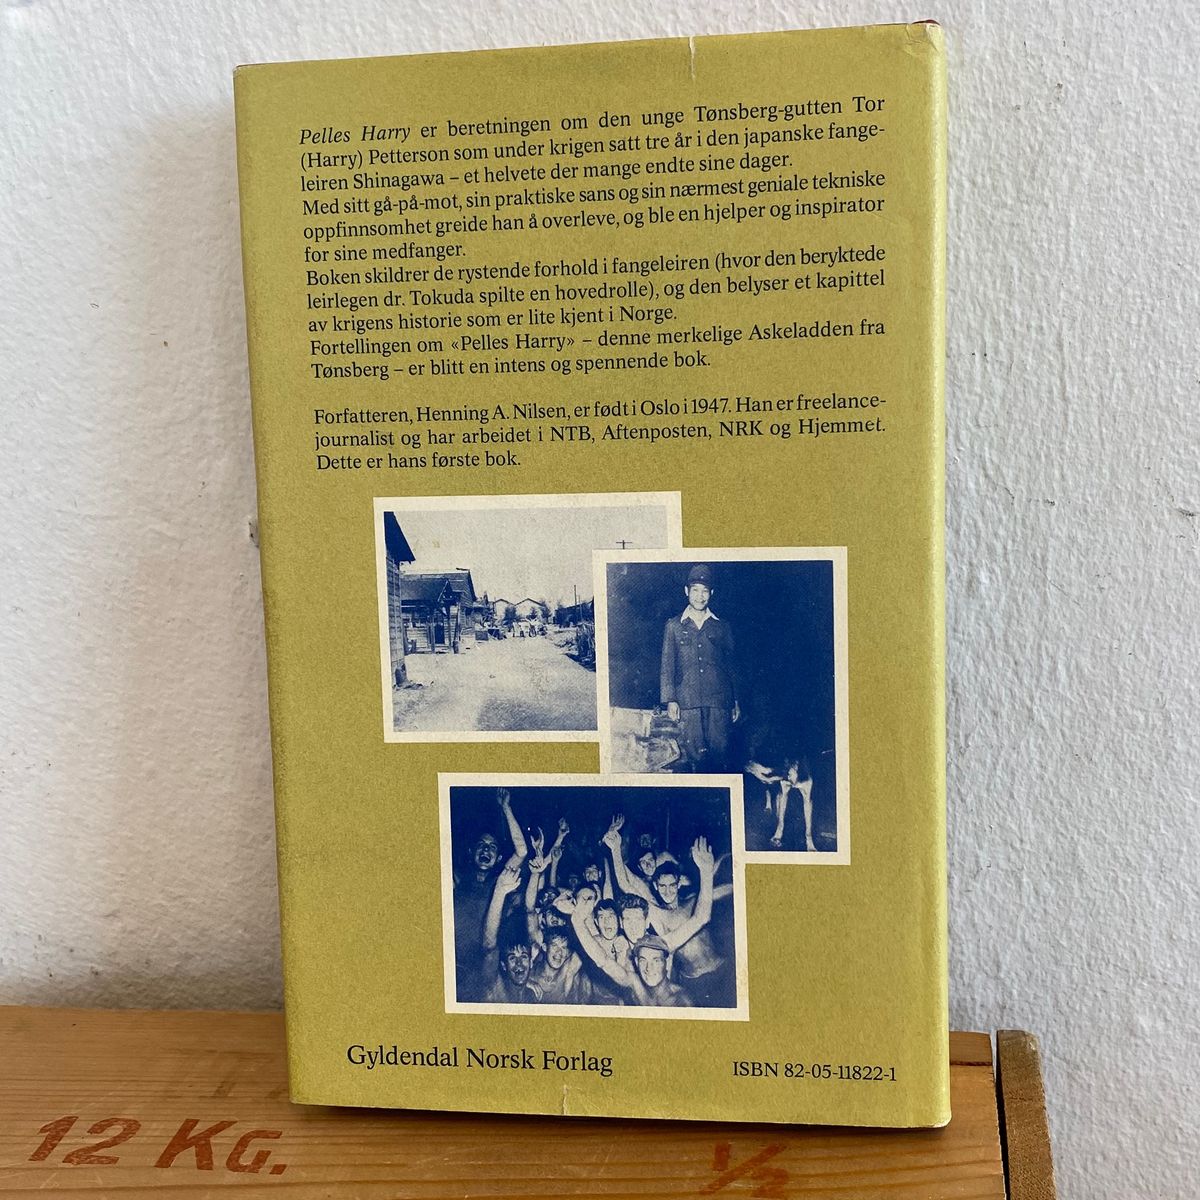 Pelles Harry er beretningen om den unge Tønsberg-gutten Tor
(Harry) Petterson som under krigen satt tre år i den japanske fange-
leiren Shinagawa – et helvete der mange endte sine dager.
Med sitt gå-på-mot, sin praktiske sans og sin nærmest geniale tekniske
oppfinnsomhet greide han å overleve, og ble en hjelper og inspirator
for sine medfanger.
Boken skildrer de rystende forhold i fangeleiren (hvor den beryktede
leirlegen dr. Tokuda spilte en hovedrolle), og den belyser et kapittel
av krigens historie som er lite kjent i Norge.
Fortellingen om «Pelles Harry» – denne merkelige Askeladden fra
Tønsberg – er blitt en intens og spennende bok.
Forfatteren, Henning A. Nilsen, er født i Oslo i 1947. Han er freelance-
journalist og har arbeidet i NTB, Aftenposten, NRK og Hjemmet.
Dette er hans første bok.
Gyldendal Norsk Forlag
ISBN 82-05-11822-1
12 KG.
1/2